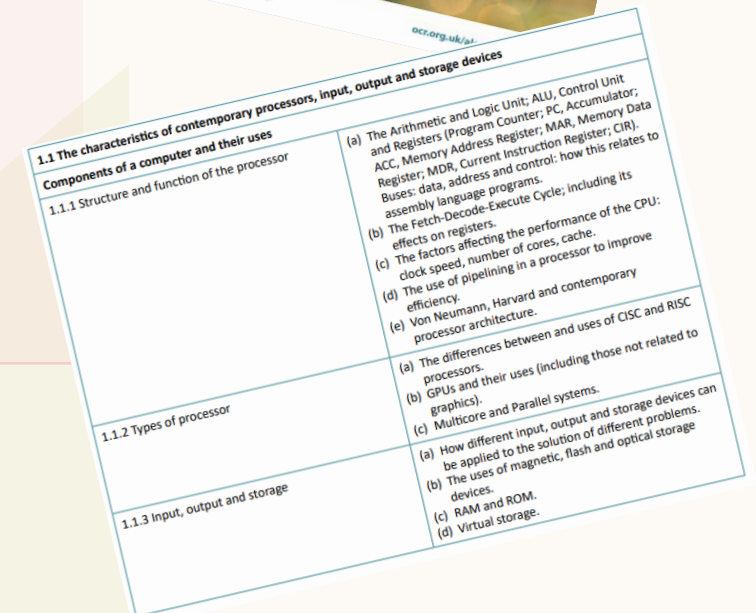 ocr.org.uk/al
1.1 The characteristics of contemporary processors, input, output and storage devices
Components of a computer and their uses
1.1.1 Structure and function of the processor
(a) The Arithmetic and Logic Unit; ALU, Control Unit
and Registers (Program Counter; PC, Accumulator;
ACC, Memory Address Register; MAR, Memory Data
Register; MDR, Current Instruction Register; CIR).
Buses: data, address and control: how this relates to
assembly language programs.
(b) The Fetch-Decode-Execute Cycle; including its
effects on registers.
(c) The factors affecting the performance of the CPU:
clock speed, number of cores, cache.
(d) The use of pipelining in a processor to improve
efficiency.
(e) Von Neumann, Harvard and contemporary
processor architecture.
1.1.2 Types of processor
(a) The differences between and uses of CISC and RISC
processors.
(b) GPUs and their uses (including those not related to
graphics).
(c) Multicore and Parallel systems.
1.1.3 Input, output and storage
(a) How different input, output and storage devices can
be applied to the solution of different problems.
(b) The uses of magnetic, flash and optical storage
devices.
(c) RAM and ROM.
(d) Virtual storage.